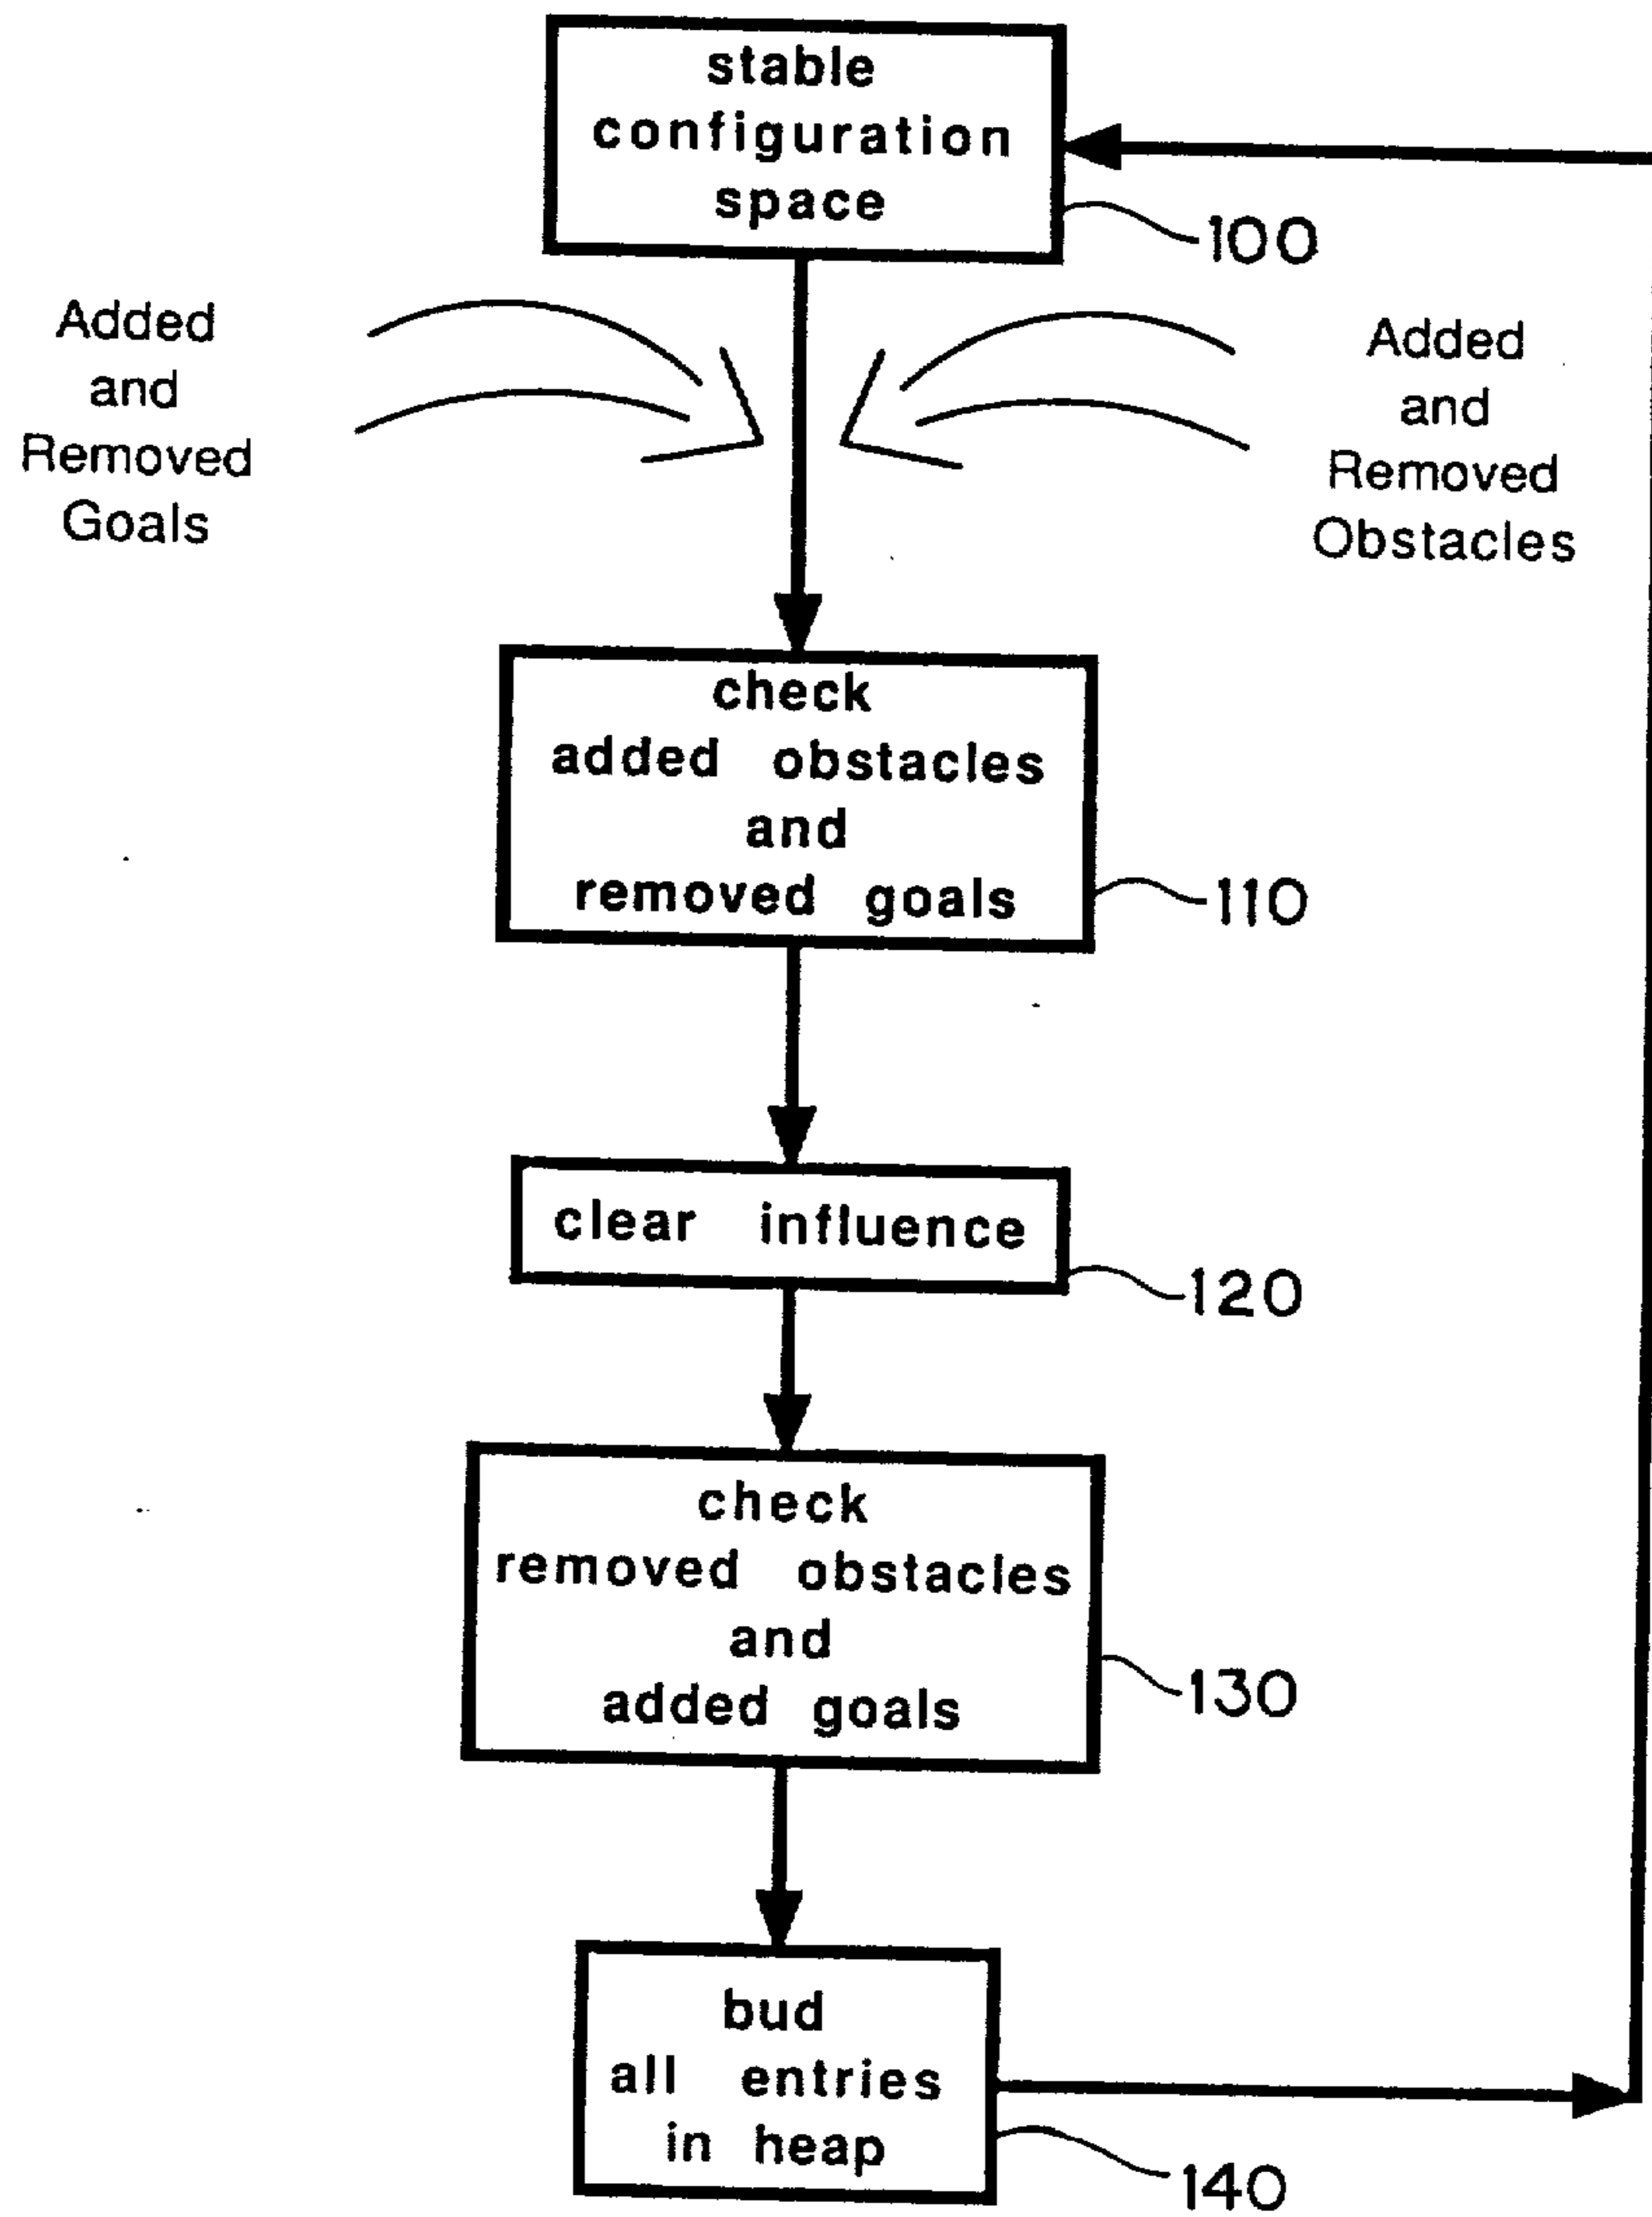 stable
configuration
space
100
Added
and
Removed
Goals
Added
and
Removed
Obstacles
check
added obstacles
and
removed goals
110
clear influence
120
check
removed obstacles
and
added goals
130
bud
all entries
in heap
140